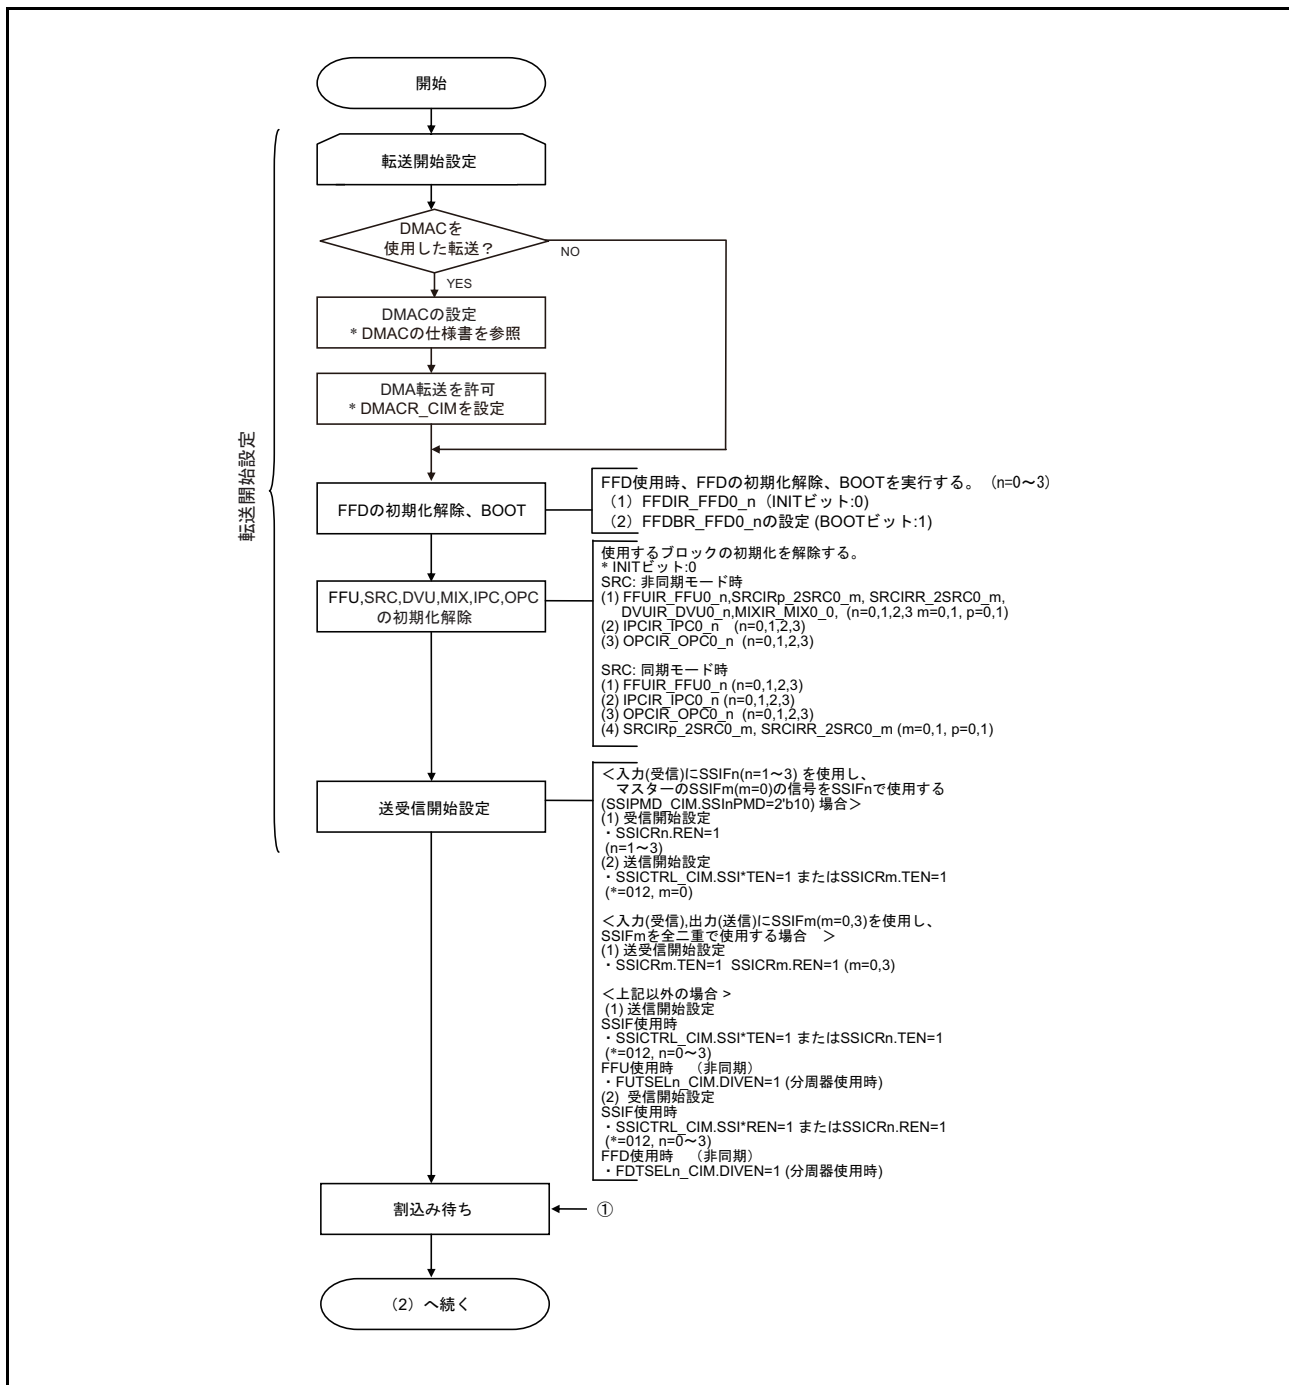 開始
転送開始設定
DMACを
使用した転送？
NO
YES
DMACの設定
* DMACの仕様書を参照
DMA転送を許可
* DMACR_CIMを設定
転送開始設定
FFDの初期化解除、BOOT
FFD使用時、FFDの初期化解除、BOOTを実行する。（n=0～3）
（1）FFDIR_FFD0_n（INITビット:0）
（2）FFDBR_FFD0_nの設定 (BOOTビット:1)
FFU,SRC,DVU,MIX,IPC,OPC
の初期化解除
使用するブロックの初期化を解除する。
* INITビット:0
SRC: 非同期モード時
(1) FFUIR_FFU0_n,SRCIRp_2SRC0_m, SRCIRR_2SRC0_m,
DVUIR_DVU0_n,MIXIR_MIX0_0, (n=0,1,2,3 m=0,1, p=0,1)
(2) IPCIR_IPC0_n (n=0,1,2,3)
(3) OPCIR_OPC0_n (n=0,1,2,3)
SRC: 同期モード時
(1) FFUIR_FFU0_n (n=0,1,2,3)
(2) IPCIR_IPC0_n (n=0,1,2,3)
(3) OPCIR_OPC0_n (n=0,1,2,3)
(4) SRCIRp_2SRC0_m, SRCIRR_2SRC0_m (m=0,1, p=0,1)
送受信開始設定
＜入力(受信)にSSIFn(n=1～3) を使用し、
マスターのSSIFm(m=0)の信号をSSIFnで使用する
(SSIPMD_CIM.SSInPMD=2'b10) 場合＞
(1) 受信開始設定
・SSICRn.REN=1
(n=1～3)
(2) 送信開始設定
・SSICTRL_CIM.SSI*TEN=1 またはSSICRm.TEN=1
(*=012, m=0)
＜入力(受信),出力(送信)にSSIFm(m=0,3)を使用し、
SSIFmを全二重で使用する場合 ＞
(1) 送受信開始設定
・SSICRm.TEN=1 SSICRm.REN=1 (m=0,3)
＜上記以外の場合 >
(1) 送信開始設定
SSIF使用時
・SSICTRL_CIM.SSI*TEN=1 またはSSICRn.TEN=1
(*=012, n=0～3)
FFU使用時 （非同期）
・FUTSELn_CIM.DIVEN=1 (分周器使用時)
(2) 受信開始設定
SSIF使用時
・SSICTRL_CIM.SSI*REN=1 またはSSICRn.REN=1
(*=012, n=0～3)
FFD使用時 （非同期）
・FDTSELn_CIM.DIVEN=1 (分周器使用時)
割込み待ち
①
（2）へ続く